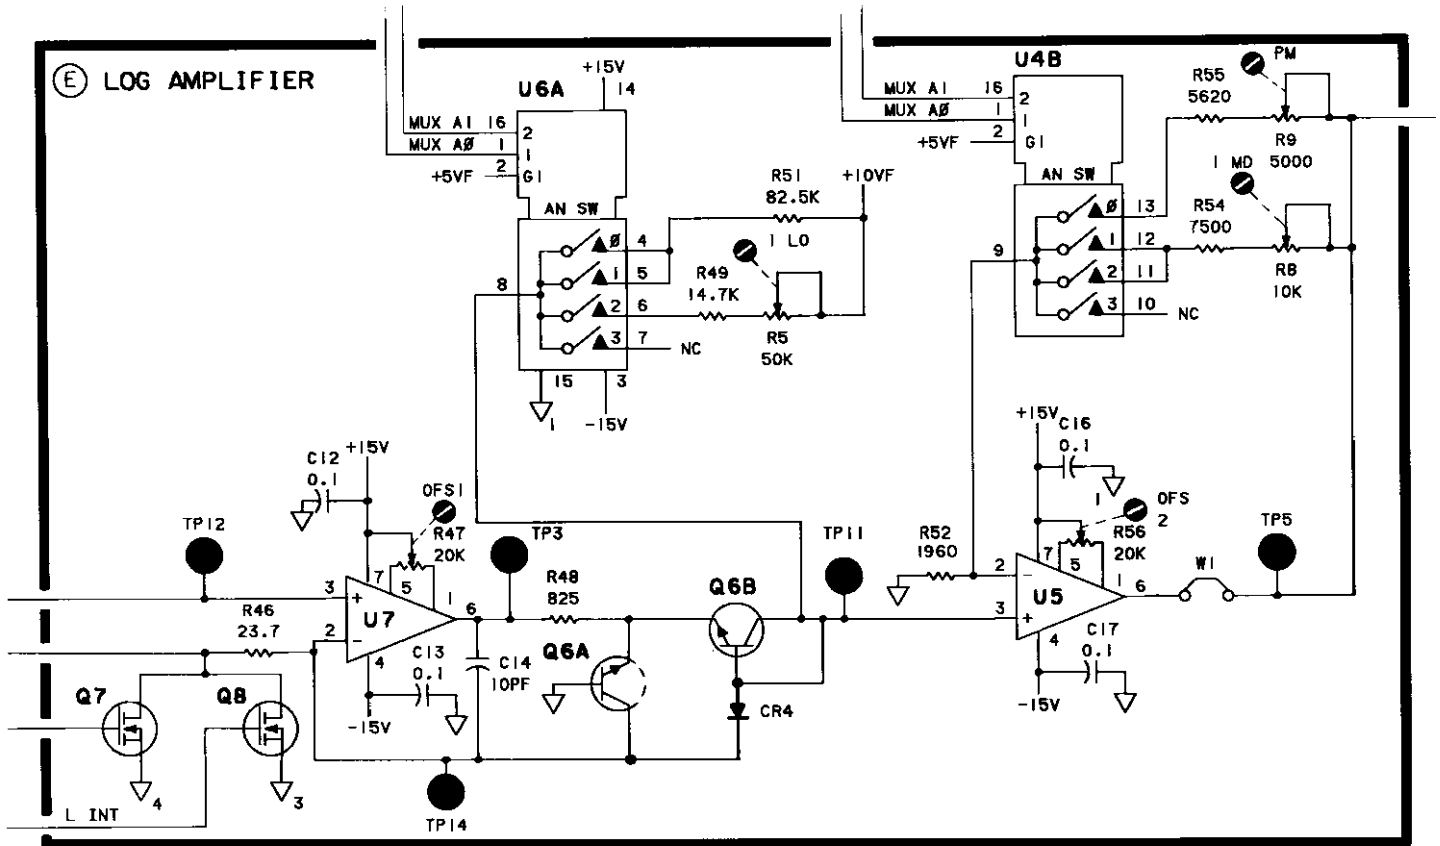 E LOG AMPLIFIER
U6A
+15V
14
MUX A1 16 2
MUX AØ 1 1
+5VF 2 G1
AN SW
Ø 4
1 5
8
2 6
3 7
NC
15
3
1
-15V
R51
82.5K
+10VF
1 LO
R49
14.7K
R5
50K
U4B
MUX A1 16 2
MUX AØ 1 1
+5VF 2 G1
AN SW
Ø 13
1 12
9
2 11
3 10
NC
R55
5620
PM
R9
5000
1 MD
R54
7500
R8
10K
C12
0.1
+15V
OFS1
R47
20K
TP12
3
+
7
5
1
U7
6
2
-
4
R46
23.7
C13
0.1
-15V
TP3
R48
825
C14
10PF
Q6A
Q6B
CR4
TP11
TP14
Q7
4
Q8
3
L INT
+15V
C16
0.1
1
OFS
2
R56
20K
R52
1960
2
-
7
5
1
U5
6
3
+
4
C17
0.1
-15V
W1
TP5